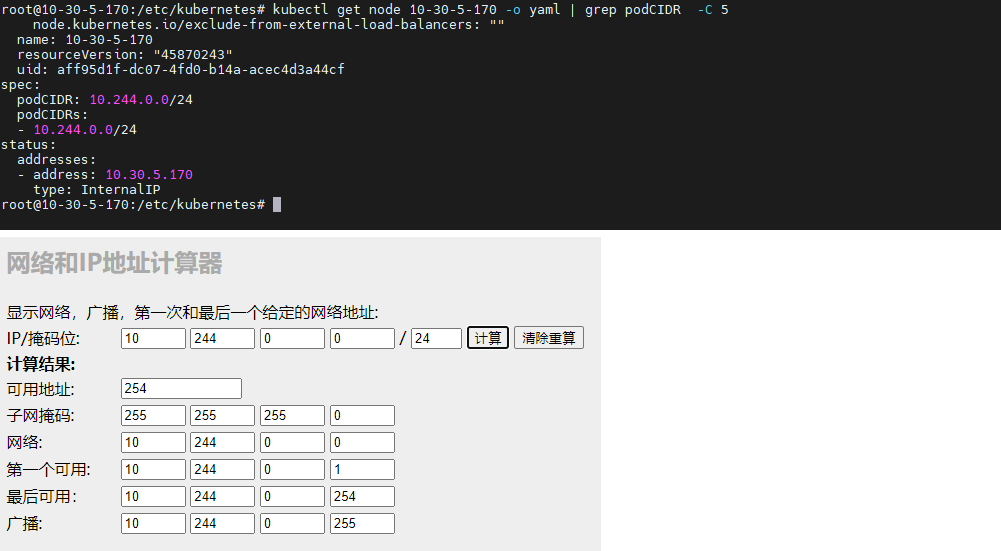 root@10-30-5-170:/etc/kubernetes# kubectl get node 10-30-5-170 -o yaml | grep podCIDR  -C 5
    node.kubernetes.io/exclude-from-external-load-balancers: ""
  name: 10-30-5-170
  resourceVersion: "45870243"
  uid: aff95d1f-dc07-4fd0-b14a-acec4d3a44cf
spec:
  podCIDR: 10.244.0.0/24
  podCIDRs:
  - 10.244.0.0/24
status:
  addresses:
  - address: 10.30.5.170
    type: InternalIP
root@10-30-5-170:/etc/kubernetes#
网络和IP地址计算器
显示网络，广播，第一次和最后一个给定的网络地址:
IP/掩码位: 10 244 0 0 / 24 计算 清除重算
计算结果:
可用地址: 254
子网掩码: 255 255 255 0
网络: 10 244 0 0
第一个可用: 10 244 0 1
最后可用: 10 244 0 254
广播: 10 244 0 255